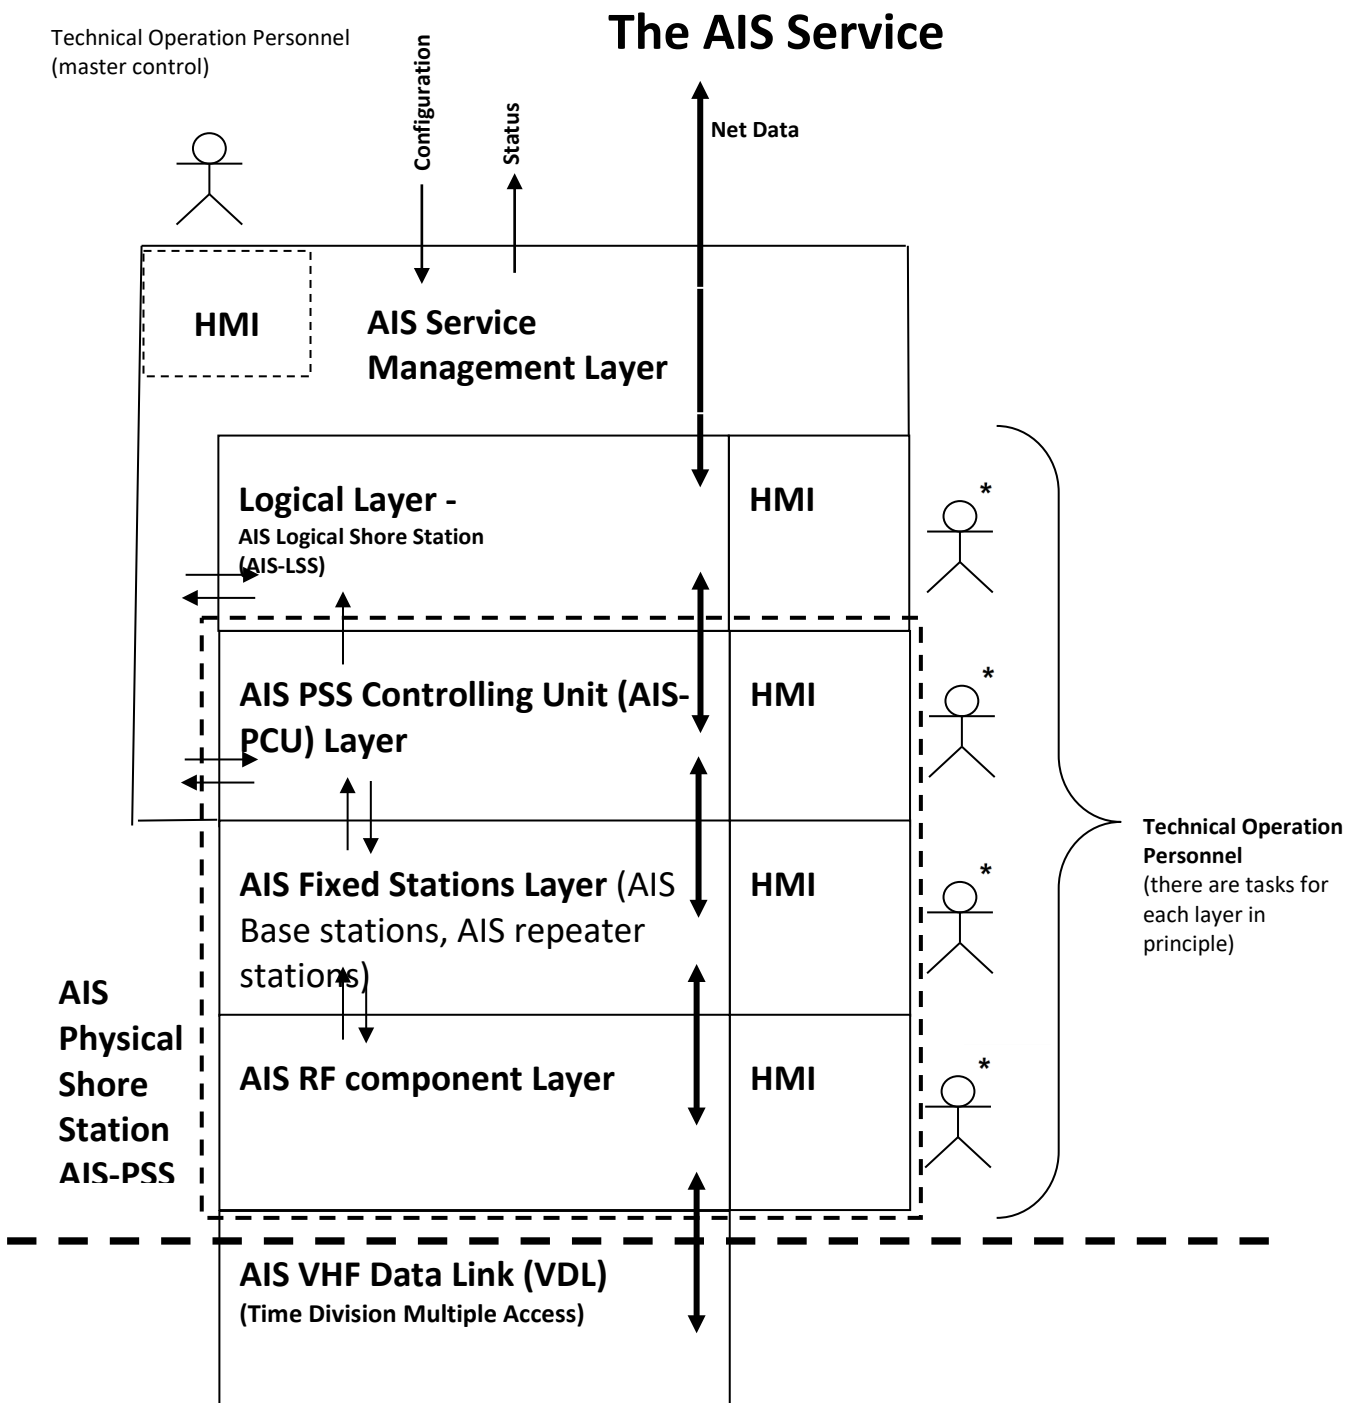 The AIS Service
Technical Operation Personnel
(master control)
Configuration
Status
Net Data
HMI
AIS Service
Management Layer
Logical Layer -
AIS Logical Shore Station
(AIS-LSS)
HMI
*
AIS PSS Controlling Unit (AIS-
PCU) Layer
HMI
*
AIS Fixed Stations Layer (AIS
Base stations, AIS repeater
stations)
HMI
*
Technical Operation
Personnel
(there are tasks for
each layer in
principle)
AIS
Physical
Shore
Station
AIS-PSS
AIS RF component Layer
HMI
*
AIS VHF Data Link (VDL)
(Time Division Multiple Access)